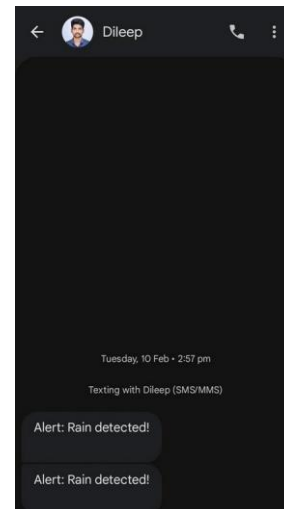 Dileep
Tuesday, 10 Feb • 2:57 pm
Texting with Dileep (SMS/MMS)
Alert: Rain detected!
Alert: Rain detected!